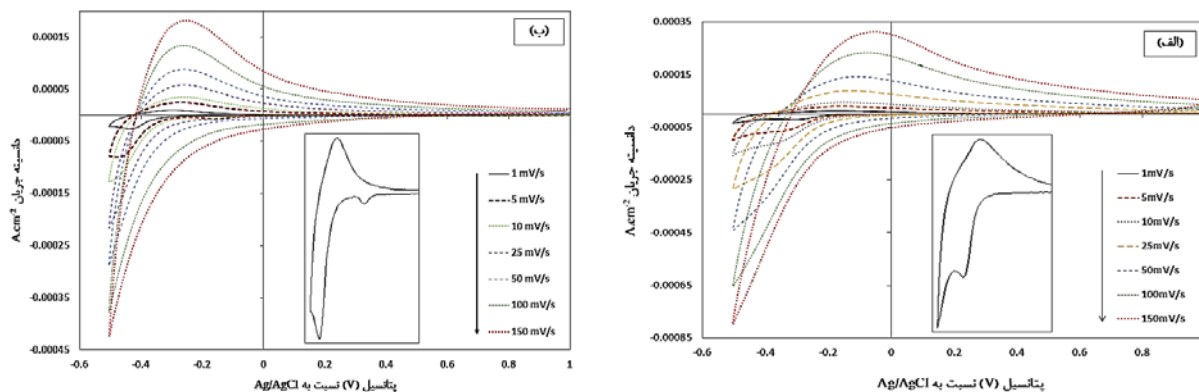 (ب)
0.00015
0.00005
-0.00005
-0.00015
-0.00025
-0.00035
-0.00045
-0.6
-0.4
-0.2
0
0.2
0.4
0.6
0.8
1
دانسیته جریان A.cm-2
پتانسیل (V) نسبت به Ag/AgCl
1 mV/s
5 mV/s
10 mV/s
25 mV/s
50 mV/s
100 mV/s
150 mV/s
(الف)
0.00035
0.00015
-0.00005
-0.00025
-0.00045
-0.00065
-0.00085
-0.6
-0.4
-0.2
0
0.2
0.4
0.6
0.8
دانسیته جریان A.cm-2
پتانسیل (V) نسبت به Ag/AgCl
1mV/s
5mV/s
10mV/s
25mV/s
50mV/s
100mV/s
150mV/s